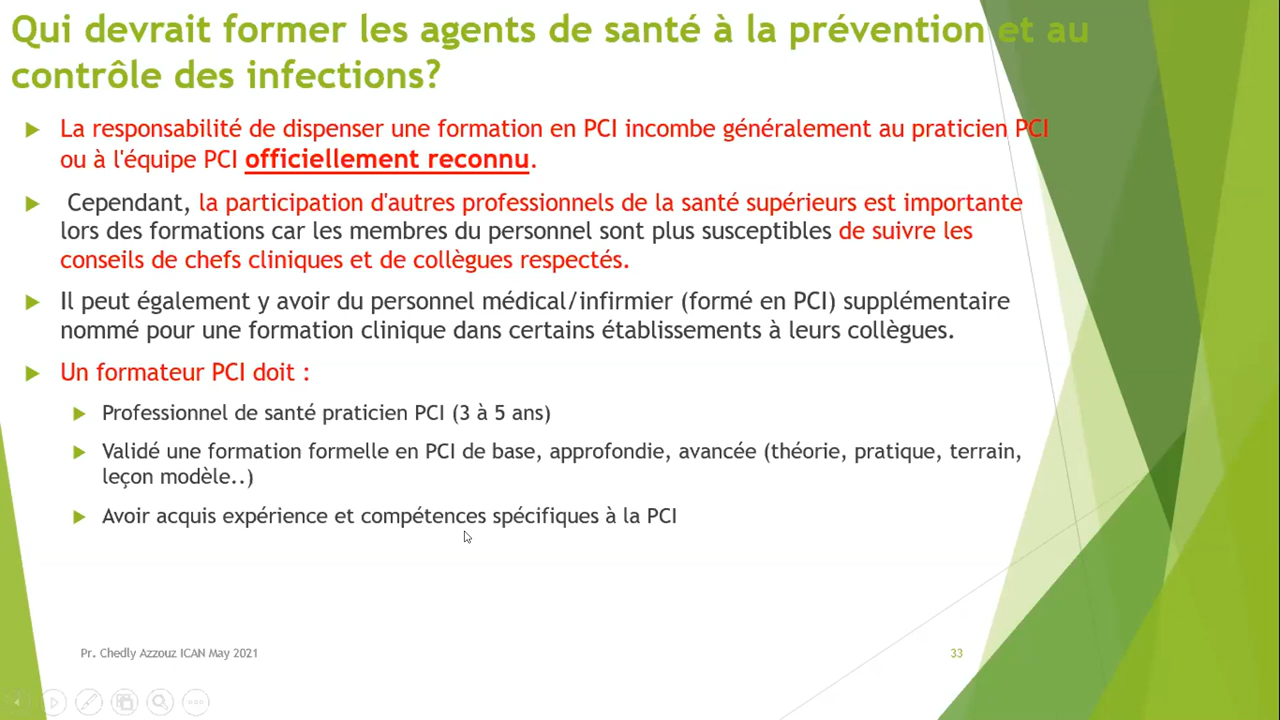 Qui devrait former les agents de santé à la prévention et au
contrôle des infections?
La responsabilité de dispenser une formation en PCI incombe généralement au praticien PCI
ou à l'équipe PCI officiellement reconnu.
Cependant, la participation d'autres professionnels de la santé supérieurs est importante
lors des formations car les membres du personnel sont plus susceptibles de suivre les
conseils de chefs cliniques et de collègues respectés.
Il peut également y avoir du personnel médical/infirmier (formé en PCI) supplémentaire
nommé pour une formation clinique dans certains établissements à leurs collègues.
Un formateur PCI doit :
Professionnel de santé praticien PCI (3 à 5 ans)
Validé une formation formelle en PCI de base, approfondie, avancée (théorie, pratique, terrain,
leçon modèle..)
Avoir acquis expérience et compétences spécifiques à la PCI
Pr. Chedly Azzouz ICAN May 2021
33